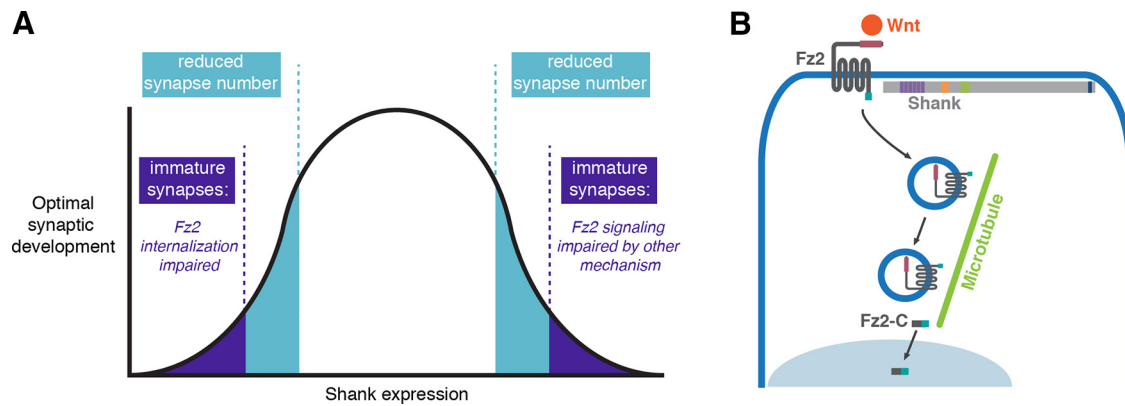 A
reduced
synapse number
reduced
synapse number
immature
synapses:
immature
synapses:
Optimal
synaptic
development
Fz2
internalization
impaired
Fz2 signaling
impaired by other
mechanism
Shank expression
B
Wnt
Fz2
Shank
Microtubule
Fz2-C